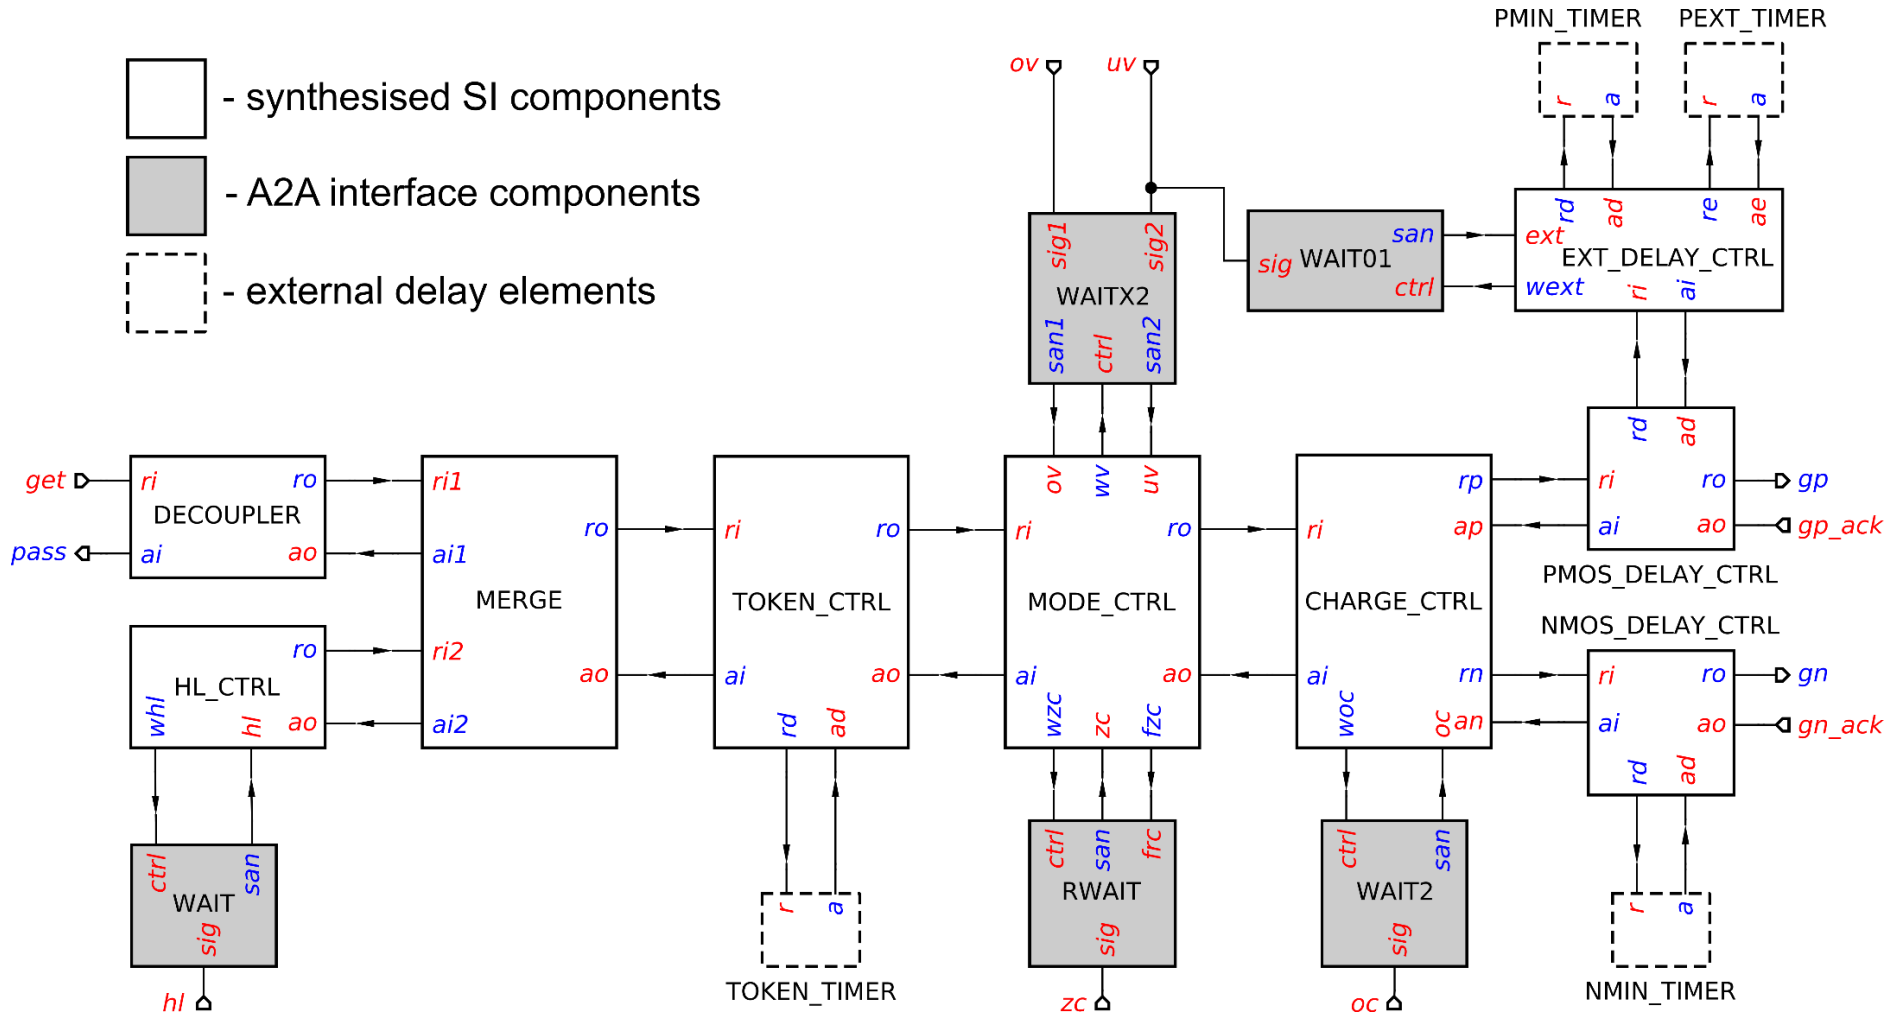 PMIN_TIMER PEXT_TIMER
- synthesised SI components
- A2A interface components
- external delay elements
ov uv
r a r a
rd ad re ae
sig1 sig2
WAITX2
san1 ctrl san2
san
sig WAIT01
ctrl
ext
EXT_DELAY_CTRL
wext ri ai
get ri ro
DECOUPLER
pass ai ao
ro
HL_CTRL
whl hl ao
ctrl san
WAIT
sig
hl
ri1
ai1 ro
MERGE
ri2 ao
ai2
ri ro
TOKEN_CTRL
ai ao
rd ad
r a
TOKEN_TIMER
ov wv uv
ri ro
MODE_CTRL
ai ao
wzc zc fzc
ctrl san frc
RWAIT
sig
zc
rp
ri ap
CHARGE_CTRL
ai rn
woc oc an
ctrl san
WAIT2
sig
oc
rd ad
ri ro gp
ai ao gp_ack
PMOS_DELAY_CTRL
NMOS_DELAY_CTRL
ri ro gn
ai ao gn_ack
rd ad
r a
NMIN_TIMER